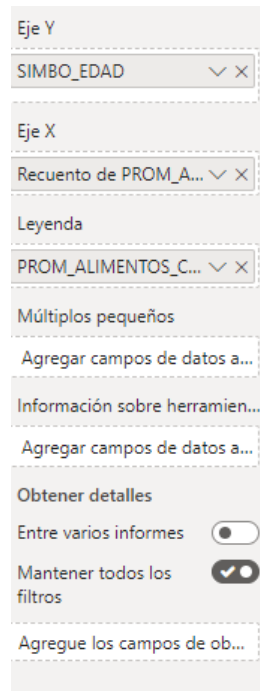 Eje Y
SIMBO_EDAD
Eje X
Recuento de PROM_A...
Leyenda
PROM_ALIMENTOS_C...
Múltiplos pequeños
Agregar campos de datos a...
Información sobre herramien...
Agregar campos de datos a...
Obtener detalles
Entre varios informes
Mantener todos los
filtros
Agregue los campos de ob...